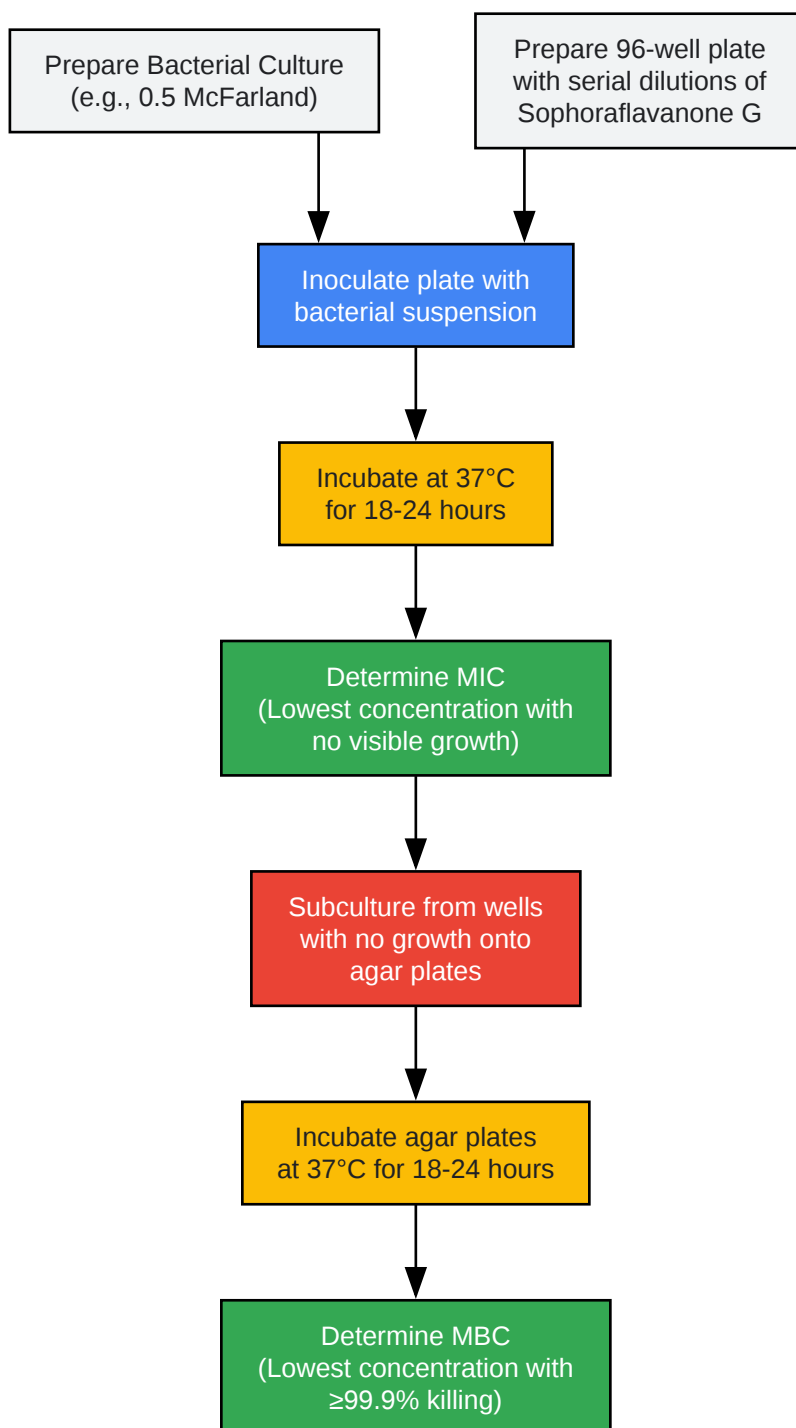 Prepare Bacterial Culture
(e.g., 0.5 McFarland)
Prepare 96-well plate
with serial dilutions of
Sophoraflavanone G
Inoculate plate with
bacterial suspension
Incubate at 37°C
for 18-24 hours
Determine MIC
(Lowest concentration with
no visible growth)
Subculture from wells
with no growth onto
agar plates
Incubate agar plates
at 37°C for 18-24 hours
Determine MBC
(Lowest concentration with
≥99.9% killing)